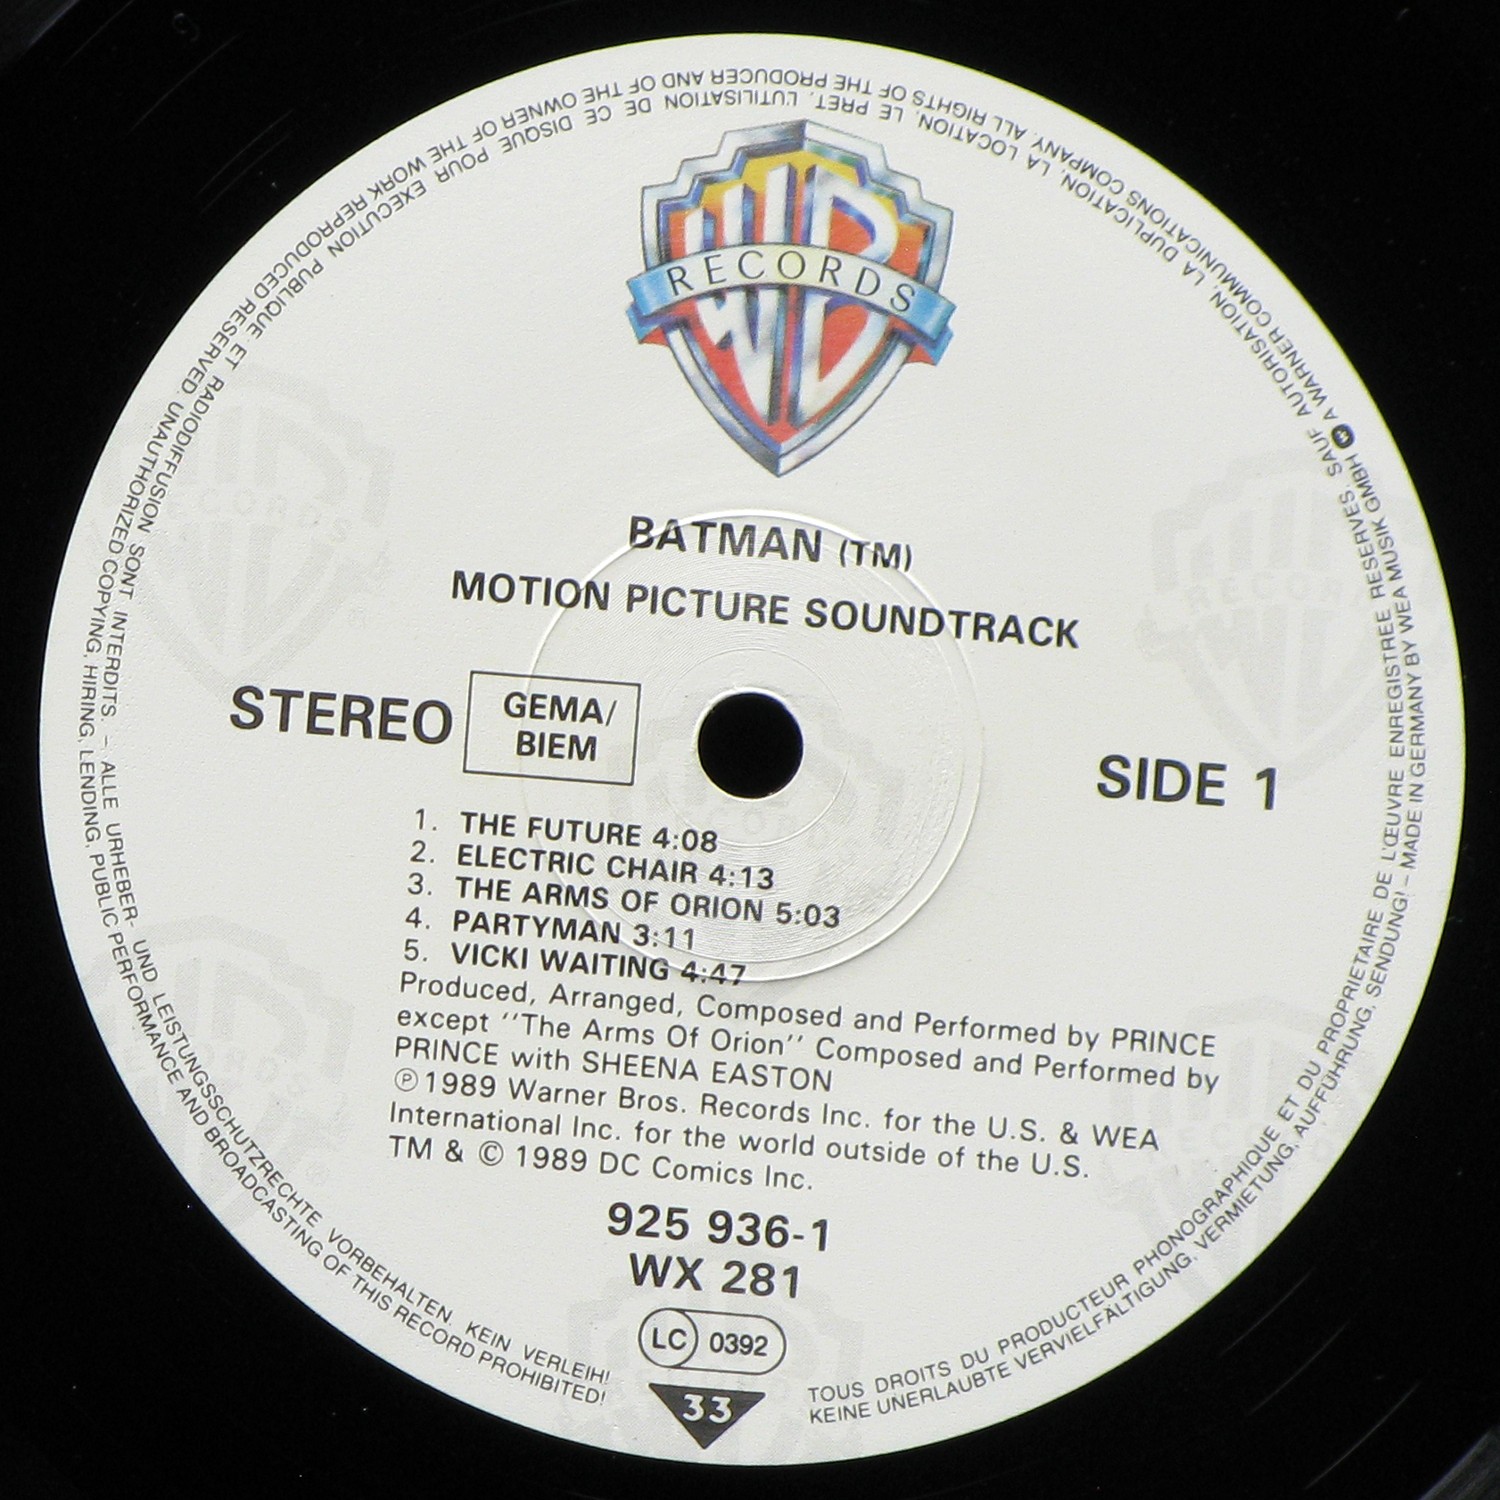 WB
RECORDS
BATMAN (TM)
MOTION PICTURE SOUNDTRACK
STEREO
GEMA/
BIEM
SIDE 1
1. THE FUTURE 4:08
2. ELECTRIC CHAIR 4:13
3. THE ARMS OF ORION 5:03
4. PARTYMAN 3:11
5. VICKI WAITING 4:47
Produced, Arranged, Composed and Performed by PRINCE
except ''The Arms Of Orion'' Composed and Performed by
PRINCE with SHEENA EASTON
Ⓟ1989 Warner Bros. Records Inc. for the U.S. & WEA
International Inc. for the world outside of the U.S.
TM & © 1989 DC Comics Inc.
925 936-1
WX 281
LC 0392
33
TOUS DROITS DU PRODUCTEUR PHONOGRAPHIQUE ET DU PROPRIETAIRE DE L'ŒUVRE ENREGISTREE RESERVES. SAUF AUTORISATION, LA DUPLICATION, LA LOCATION, LE PRET, L'UTILISATION DE CE DISQUE POUR EXECUTION PUBLIQUE ET RADIODIFFUSION SONT INTERDITS. – ALLE URHEBER- UND LEISTUNGSSCHUTZRECHTE VORBEHALTEN. KEIN VERLEIH!
KEINE UNERLAUBTE VERVIELFÄLTIGUNG, VERMIETUNG, AUFFÜHRUNG, SENDUNG! – MADE IN GERMANY BY WEA MUSIK GMBH W A WARNER COMMUNICATIONS COMPANY. ALL RIGHTS OF THE PRODUCER AND OF THE OWNER OF THE WORK REPRODUCED RESERVED. UNAUTHORIZED COPYING, HIRING, LENDING, PUBLIC PERFORMANCE AND BROADCASTING OF THIS RECORD PROHIBITED!